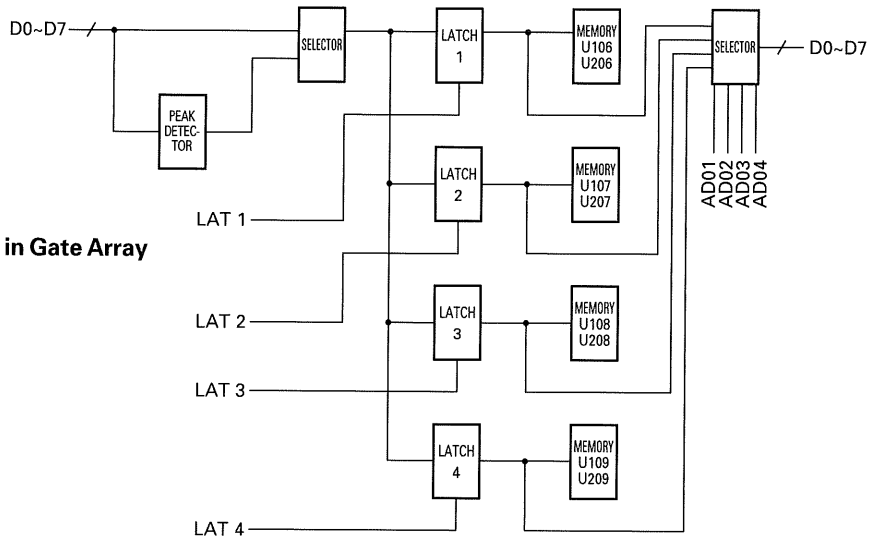 D0~D7
SELECTOR
LATCH
1
MEMORY
U106
U206
SELECTOR
D0~D7
PEAK
DETEC-
TOR
AD01
AD02
AD03
AD04
LATCH
2
MEMORY
U107
U207
LAT 1
in Gate Array
LATCH
3
MEMORY
U108
U208
LAT 2
LAT 3
LATCH
4
MEMORY
U109
U209
LAT 4